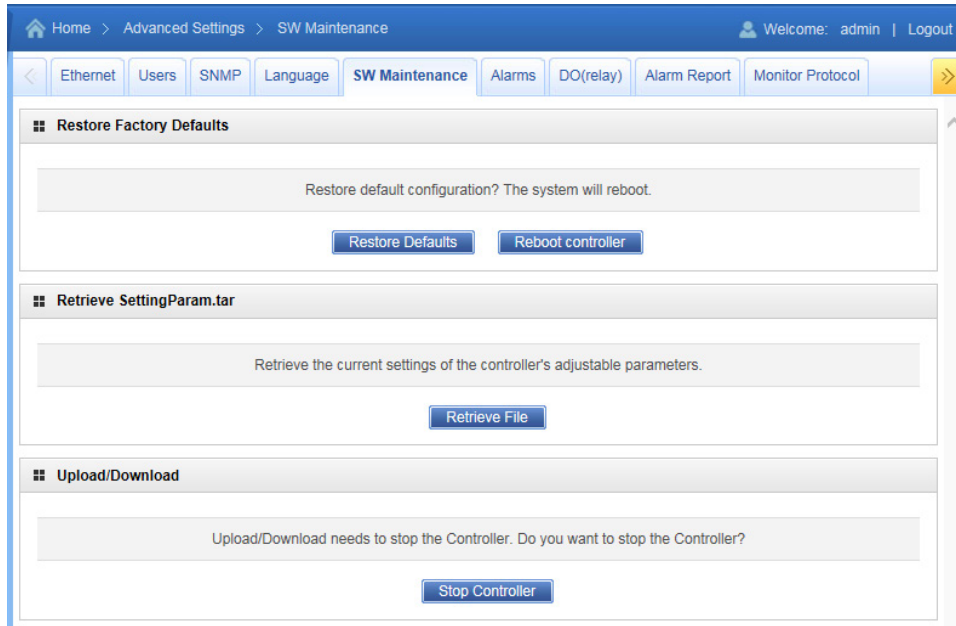 Home > Advanced Settings > SW Maintenance Welcome: admin | Logout
Ethernet Users SNMP Language SW Maintenance Alarms DO(relay) Alarm Report Monitor Protocol
Restore Factory Defaults
Restore default configuration? The system will reboot.
Restore Defaults Reboot controller
Retrieve SettingParam.tar
Retrieve the current settings of the controller's adjustable parameters.
Retrieve File
Upload/Download
Upload/Download needs to stop the Controller. Do you want to stop the Controller?
Stop Controller